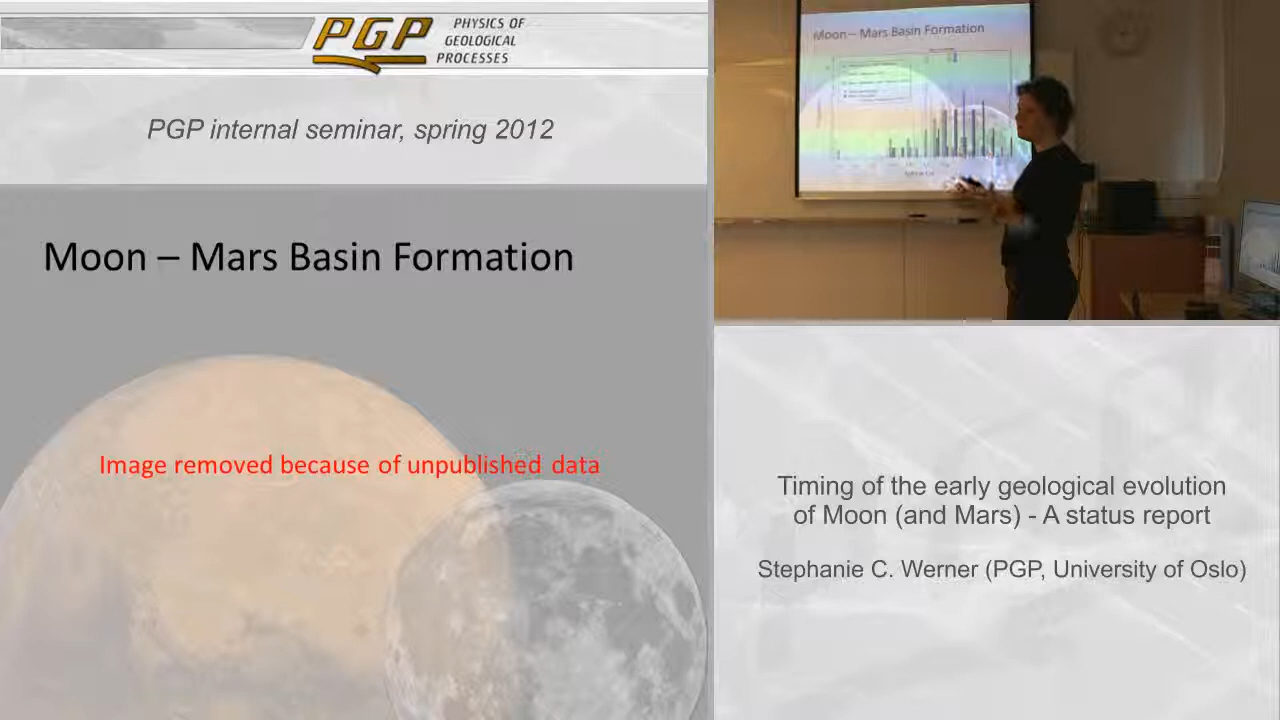 PGP
PHYSICS OF
GEOLOGICAL
PROCESSES
PGP internal seminar, spring 2012
Moon – Mars Basin Formation
Image removed because of unpublished data
Moon – Mars Basin Formation
Timing of the early geological evolution
of Moon (and Mars) - A status report
Stephanie C. Werner (PGP, University of Oslo)